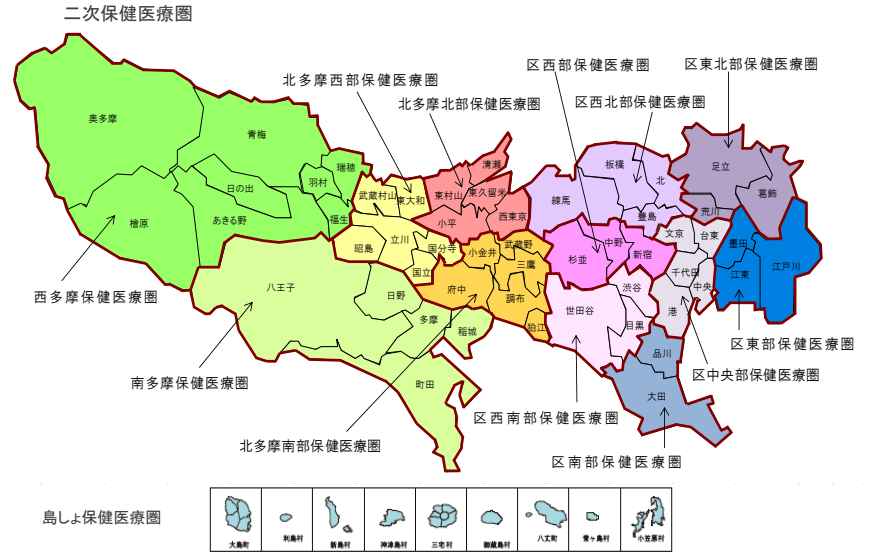 二次保健医療圏
北多摩西部保健医療圏
北多摩北部保健医療圏
区西部保健医療圏
区西北部保健医療圏
区東北部保健医療圏
奥多摩
青梅
瑞穂
羽村
日の出
あきる野
福生
檜原
武蔵村山
東大和
東村山
清瀬
東久留米
小平
西東京
練馬
板橋
北
豊島
足立
葛飾
荒川
昭島
立川
国分寺
国立
小金井
武蔵野
三鷹
府中
調布
狛江
杉並
中野
新宿
文京
台東
千代田
中央
港
墨田
江東
江戸川
八王子
日野
多摩
稲城
町田
世田谷
渋谷
目黒
品川
大田
西多摩保健医療圏
南多摩保健医療圏
北多摩南部保健医療圏
区西南部保健医療圏
区南部保健医療圏
区中央部保健医療圏
区東部保健医療圏
島しょ保健医療圏
大島町
利島村
新島村
神津島村
三宅村
御蔵島村
八丈町
青ヶ島村
小笠原村